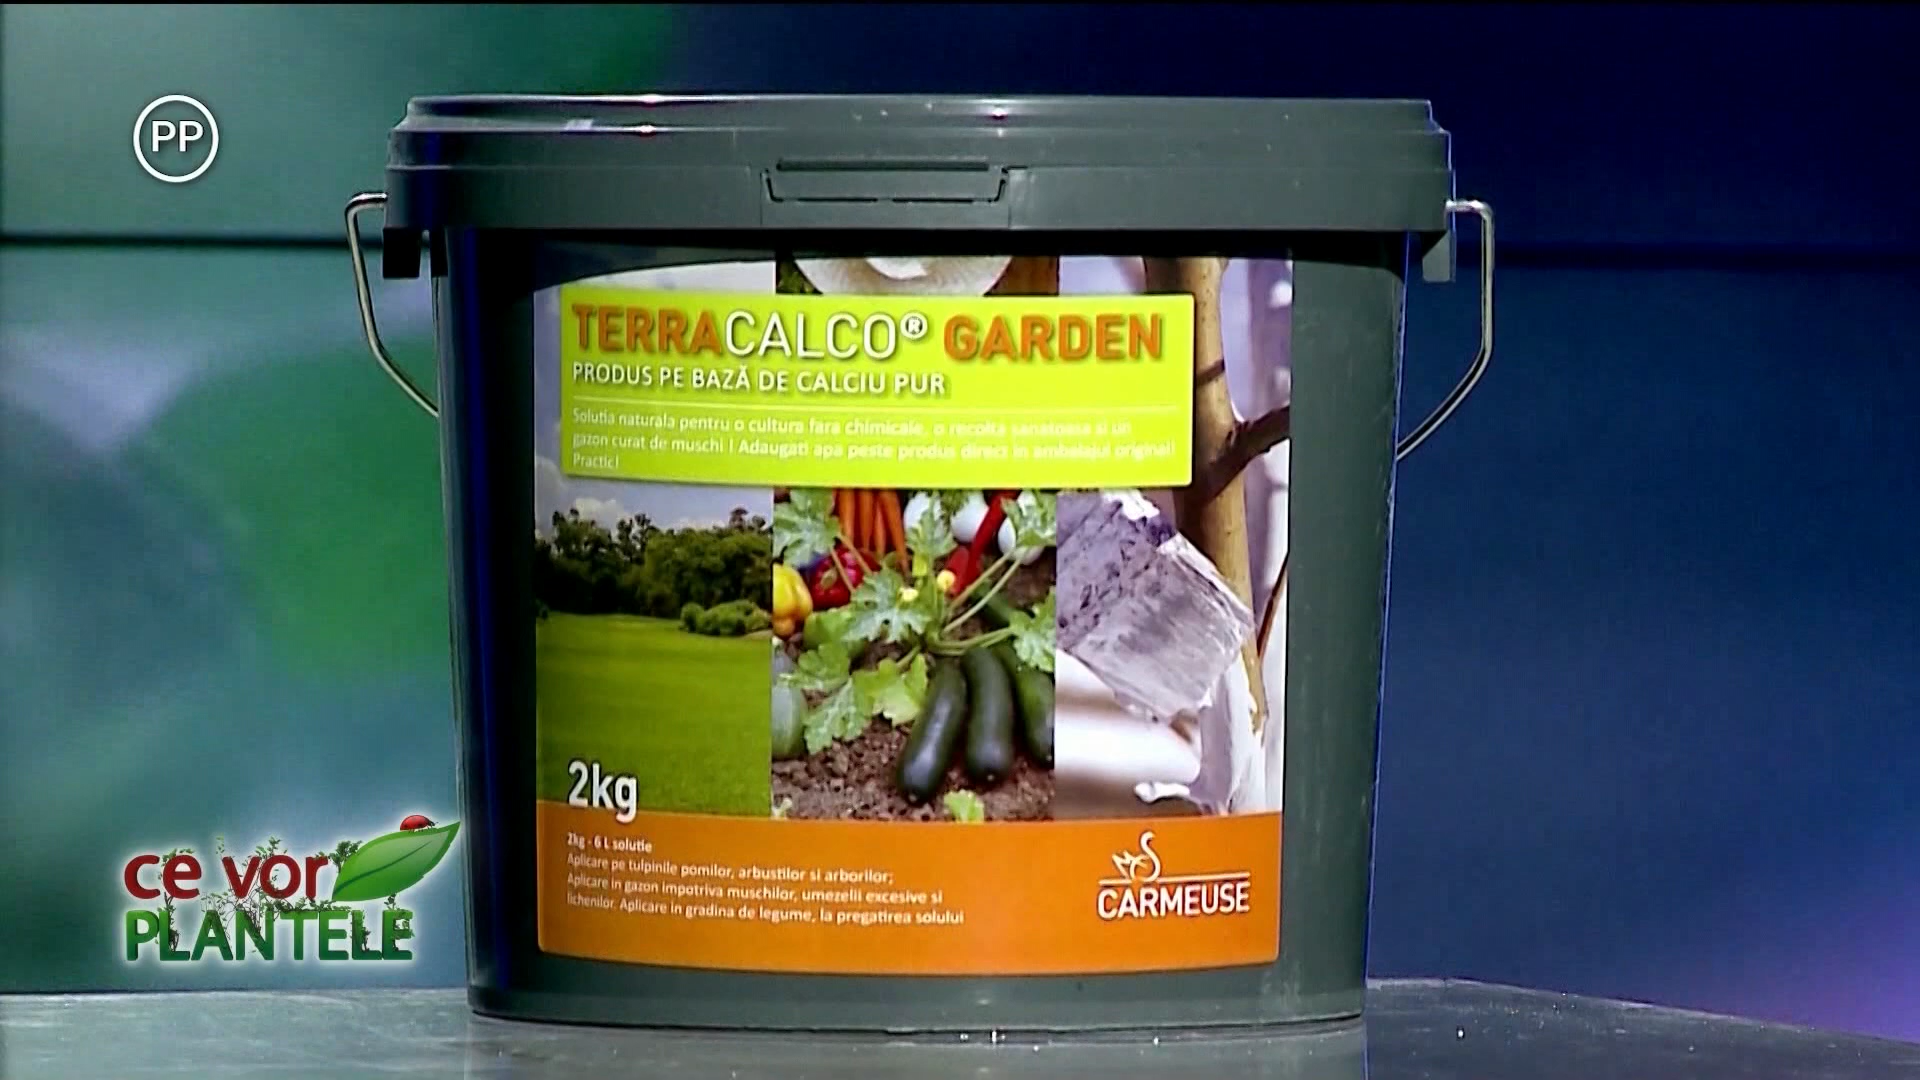 PP
TERRACALCO® GARDEN
PRODUS PE BAZĂ DE CALCIU PUR
Solutia naturala pentru o cultura fara chimicale, o recolta sanatoasa si un
gazon curat de muschi ! Adaugati apa peste produs direct in ambalajul original!
Practic!
2kg
2kg - 6 L solutie
Aplicare pe tulpinile pomilor, arbustilor si arborilor;
Aplicare in gazon impotriva muschilor, umezelii excesive si
lichenilor. Aplicare in gradina de legume, la pregatirea solului
CARMEUSE
ce vor
PLANTELE